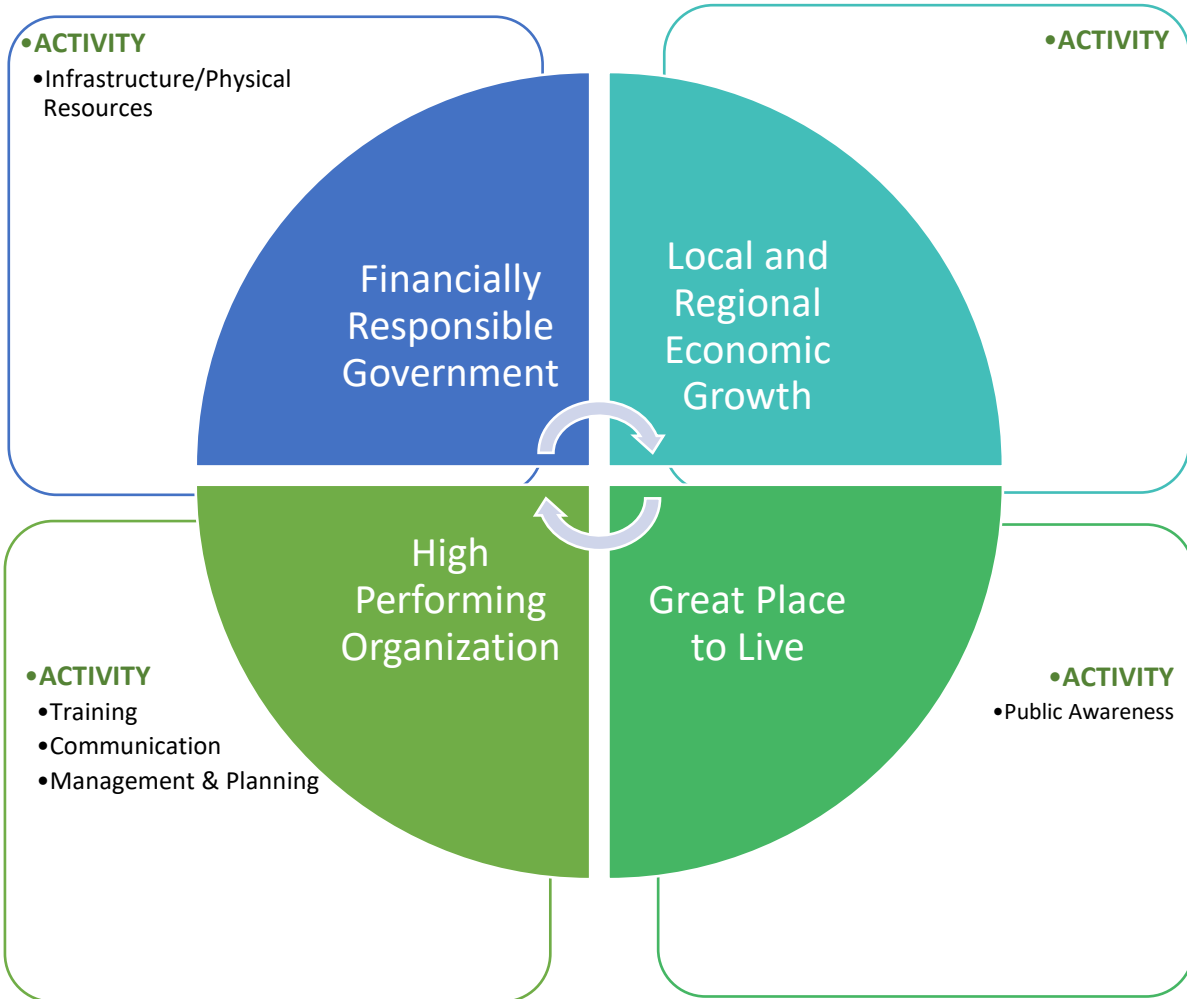 •ACTIVITY
•Infrastructure/Physical
Resources
•ACTIVITY
Financially
Responsible
Government
Local and
Regional
Economic
Growth
High
Performing
Organization
Great Place
to Live
•ACTIVITY
•Training
•Communication
•Management & Planning
•ACTIVITY
•Public Awareness